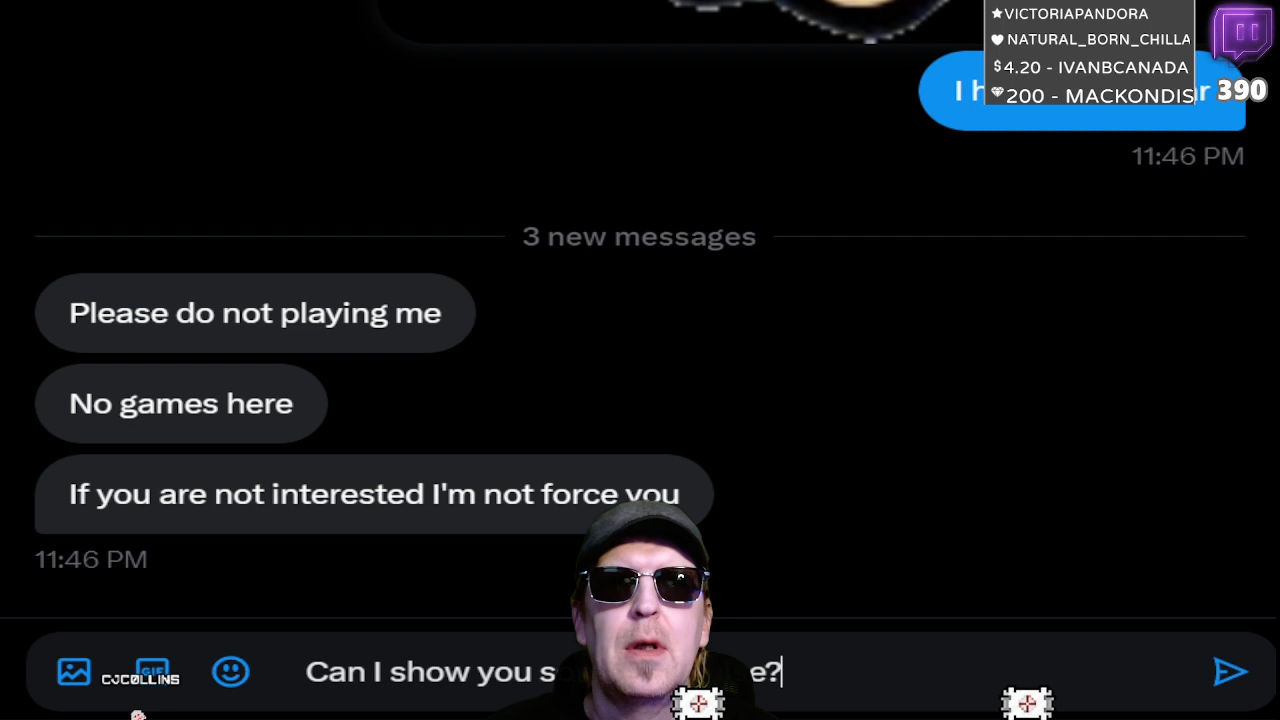 ★VICTORIAPANDORA
NATURAL_BORN_CHILLA
$4.20 - IVANBCANADA
200 - MACKONDIS
390
I
11:46 PM
3 new messages
Please do not playing me
No games here
If you are not interested I'm not force you
11:46 PM
GIF
CJCOLLINS
Can I show you